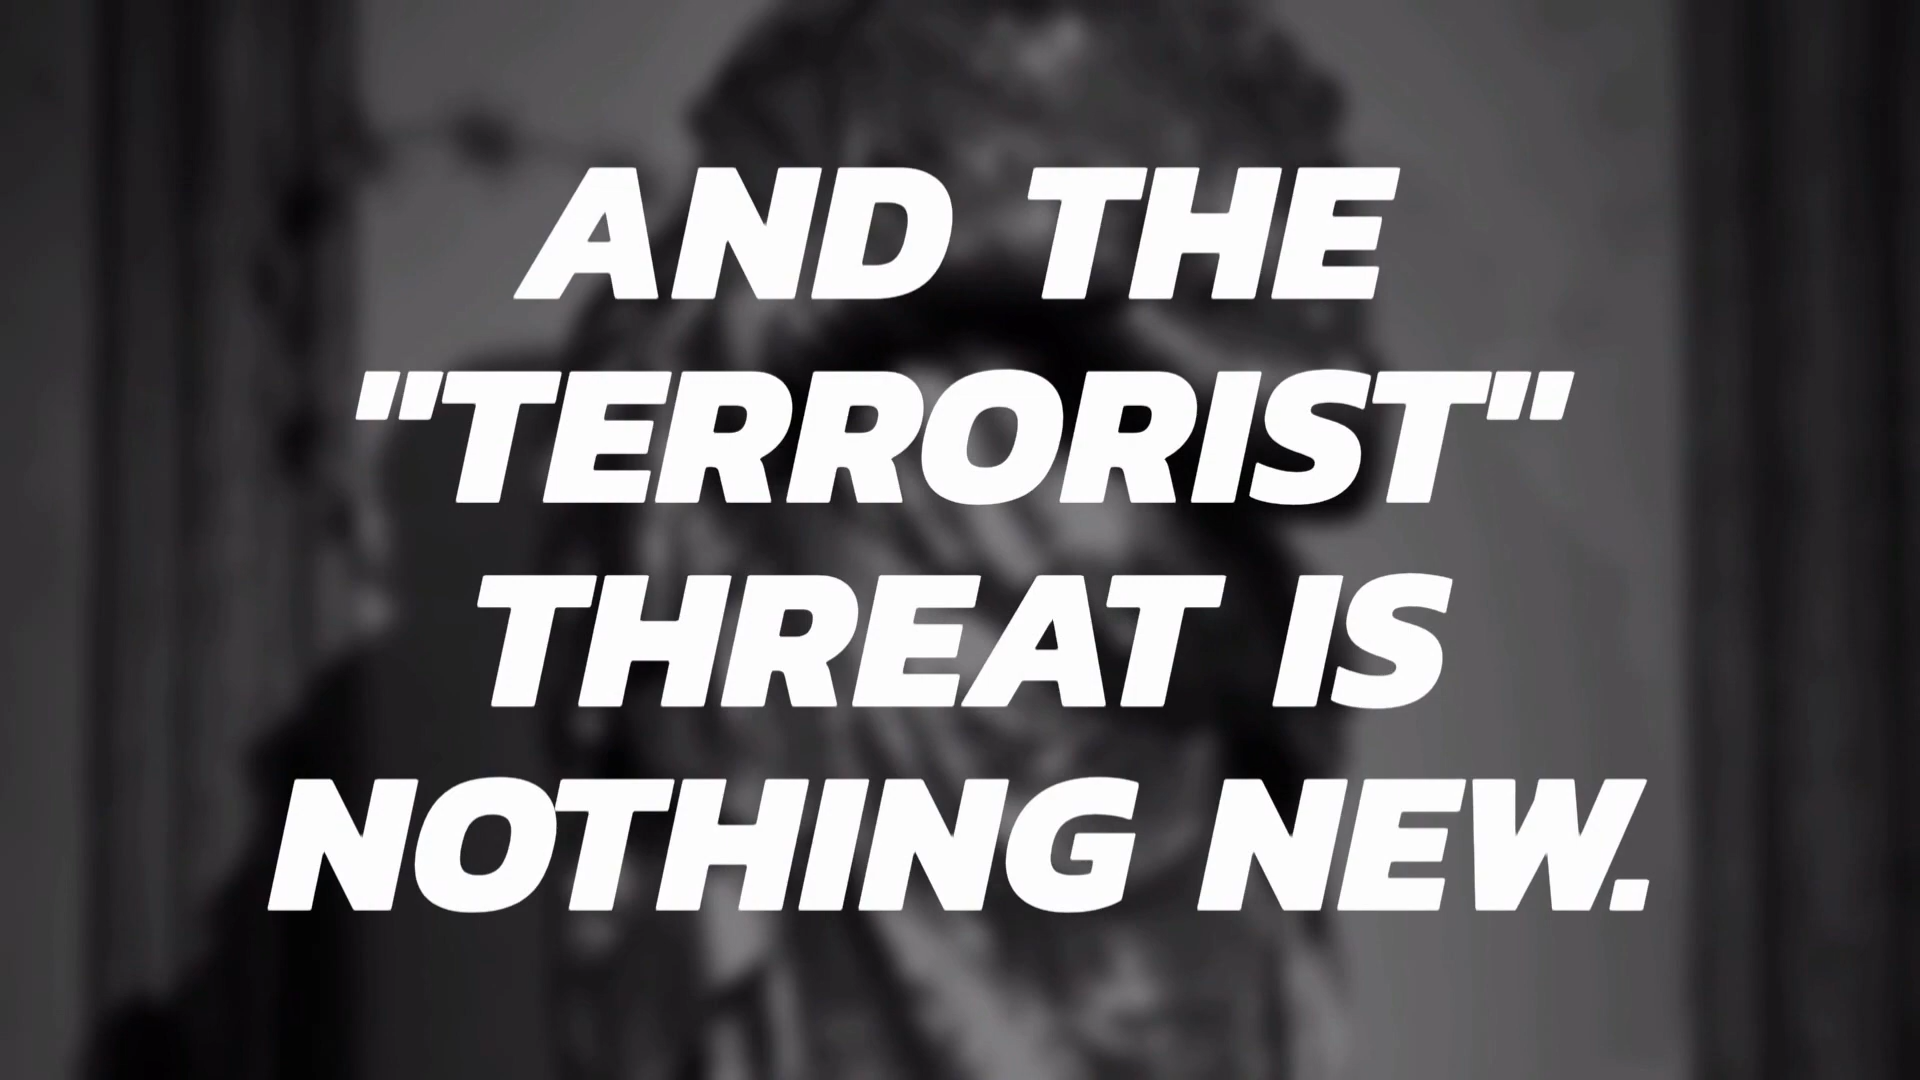 AND THE
"TERRORIST"
THREAT IS
NOTHING NEW.